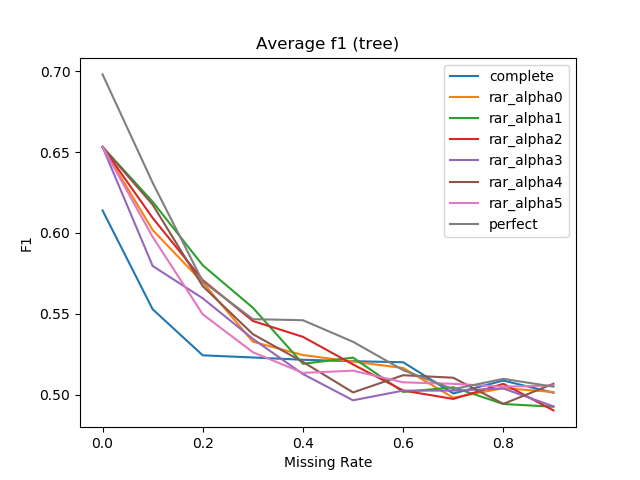 Average f1 (tree)
F1
0.70
0.65
0.60
0.55
0.50
complete
rar_alpha0
rar_alpha1
rar_alpha2
rar_alpha3
rar_alpha4
rar_alpha5
perfect
0.0 0.2 0.4 0.6 0.8
Missing Rate